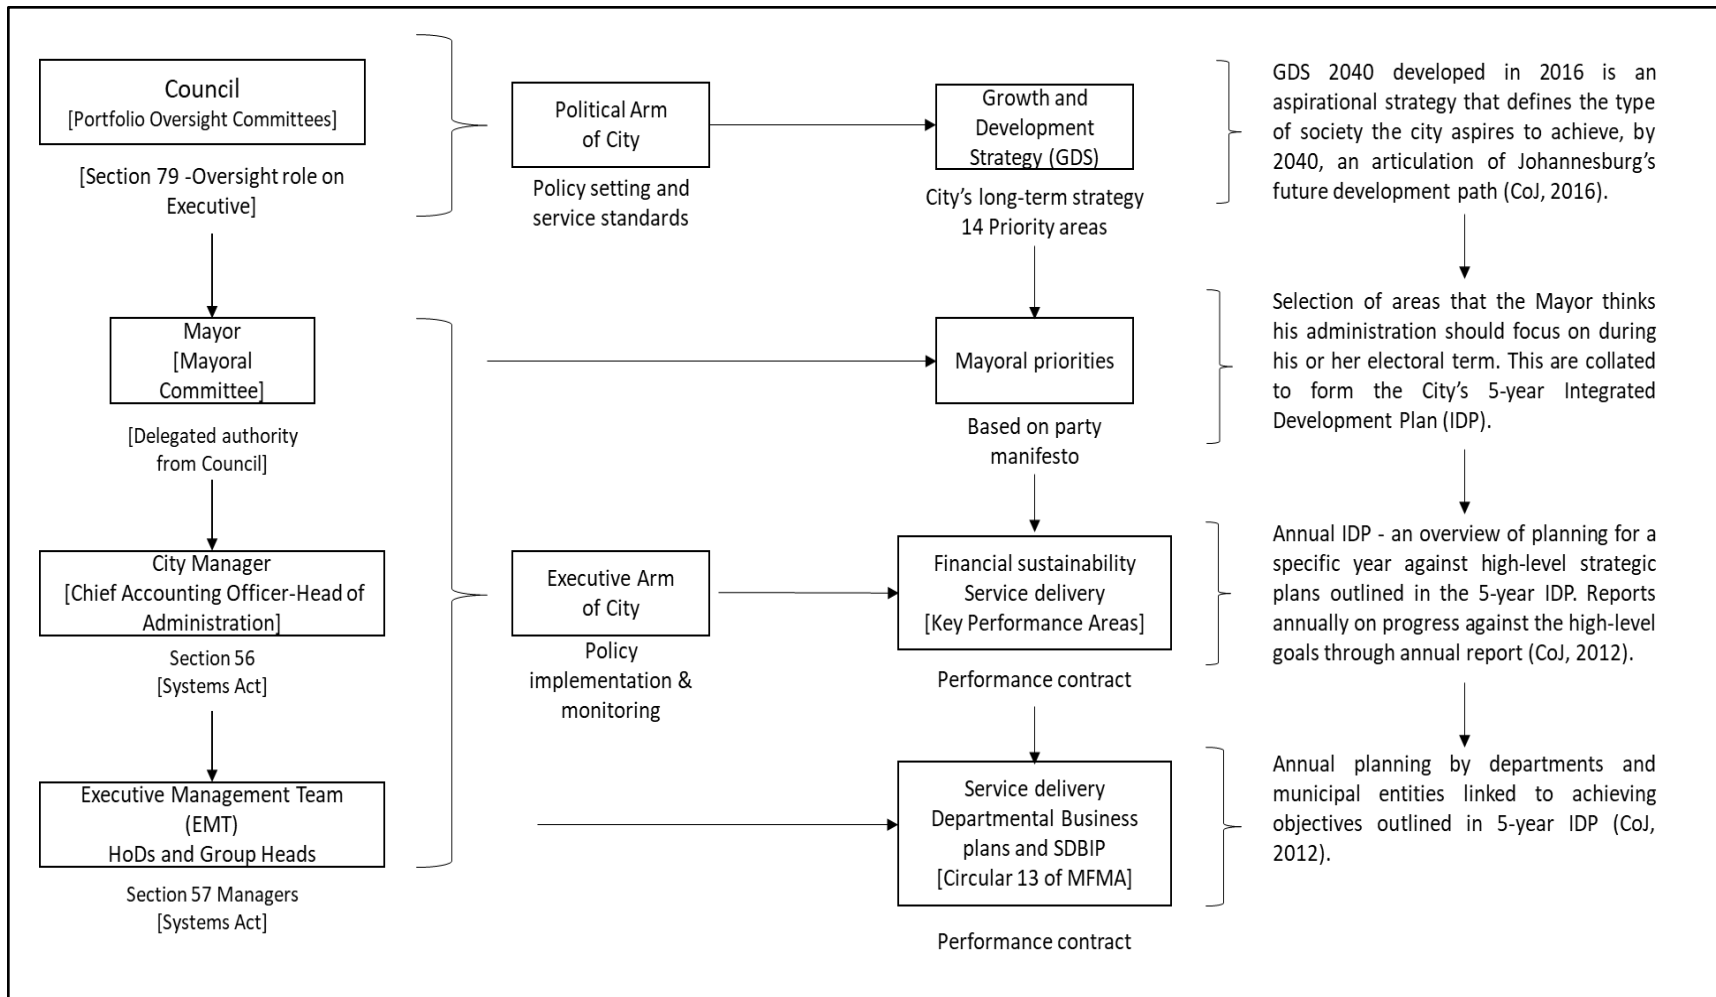 Council
[Portfolio Oversight Committees]
[Section 79 -Oversight role on
Executive]
Mayor
[Mayoral
Committee]
[Delegated authority
from Council]
City Manager
[Chief Accounting Officer-Head of
Administration]
Section 56
[Systems Act]
Executive Management Team
(EMT)
HoDs and Group Heads
Section 57 Managers
[Systems Act]
Political Arm
of City
Policy setting and
service standards
Executive Arm
of City
Policy
implementation &
monitoring
Growth and
Development
Strategy (GDS)
City’s long-term strategy
14 Priority areas
Mayoral priorities
Based on party
manifesto
Financial sustainability
Service delivery
[Key Performance Areas]
Performance contract
Service delivery
Departmental Business
plans and SDBIP
[Circular 13 of MFMA]
Performance contract
GDS 2040 developed in 2016 is an
aspirational strategy that defines the type
of society the city aspires to achieve, by
2040, an articulation of Johannesburg’s
future development path (CoJ, 2016).
Selection of areas that the Mayor thinks
his administration should focus on during
his or her electoral term. This are collated
to form the City’s 5-year Integrated
Development Plan (IDP).
Annual IDP - an overview of planning for a
specific year against high-level strategic
plans outlined in the 5-year IDP. Reports
annually on progress against the high-level
goals through annual report (CoJ, 2012).
Annual planning by departments and
municipal entities linked to achieving
objectives outlined in 5-year IDP (CoJ,
2012).